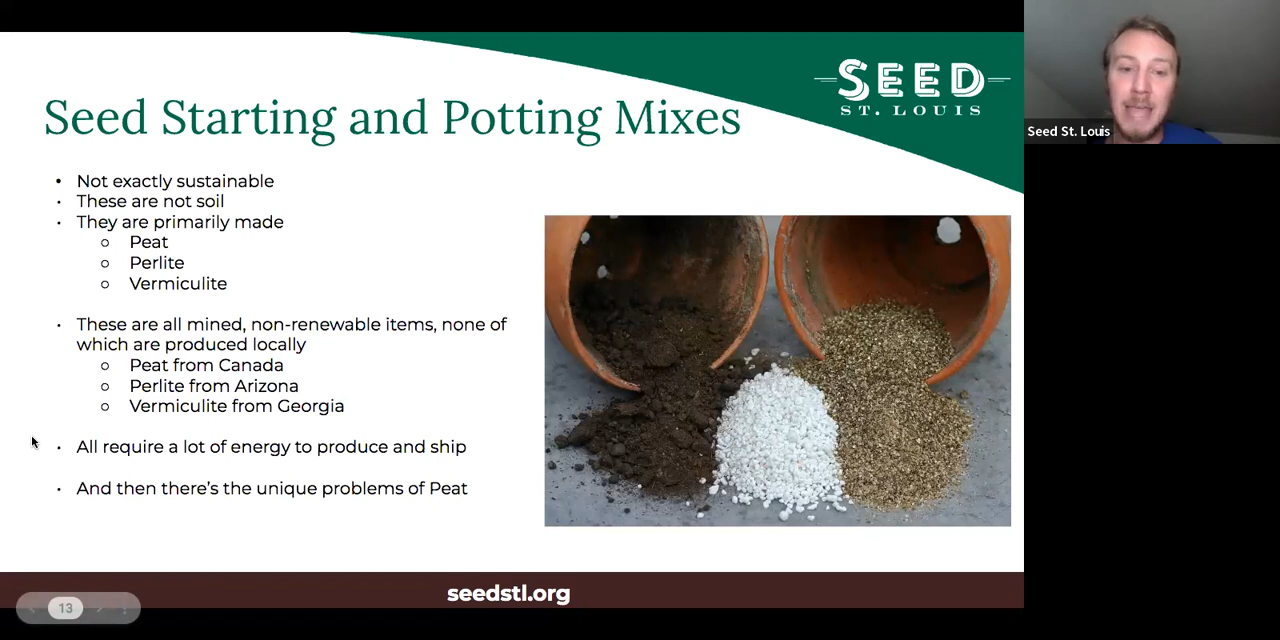 SEED
ST. LOUIS
Seed Starting and Potting Mixes
• Not exactly sustainable
• These are not soil
• They are primarily made
o Peat
o Perlite
o Vermiculite
• These are all mined, non-renewable items, none of
which are produced locally
o Peat from Canada
o Perlite from Arizona
o Vermiculite from Georgia
• All require a lot of energy to produce and ship
• And then there’s the unique problems of Peat
seedstl.org
13
Seed St. Louis